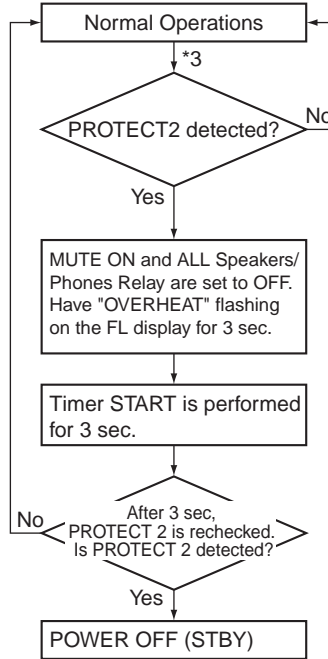 Normal Operations
*3
PROTECT2 detected?
No
Yes
MUTE ON and ALL Speakers/
Phones Relay are set to OFF.
Have "OVERHEAT" flashing
on the FL display for 3 sec.
Timer START is performed
for 3 sec.
After 3 sec,
PROTECT 2 is rechecked.
Is PROTECT 2 detected?
No
Yes
POWER OFF (STBY)